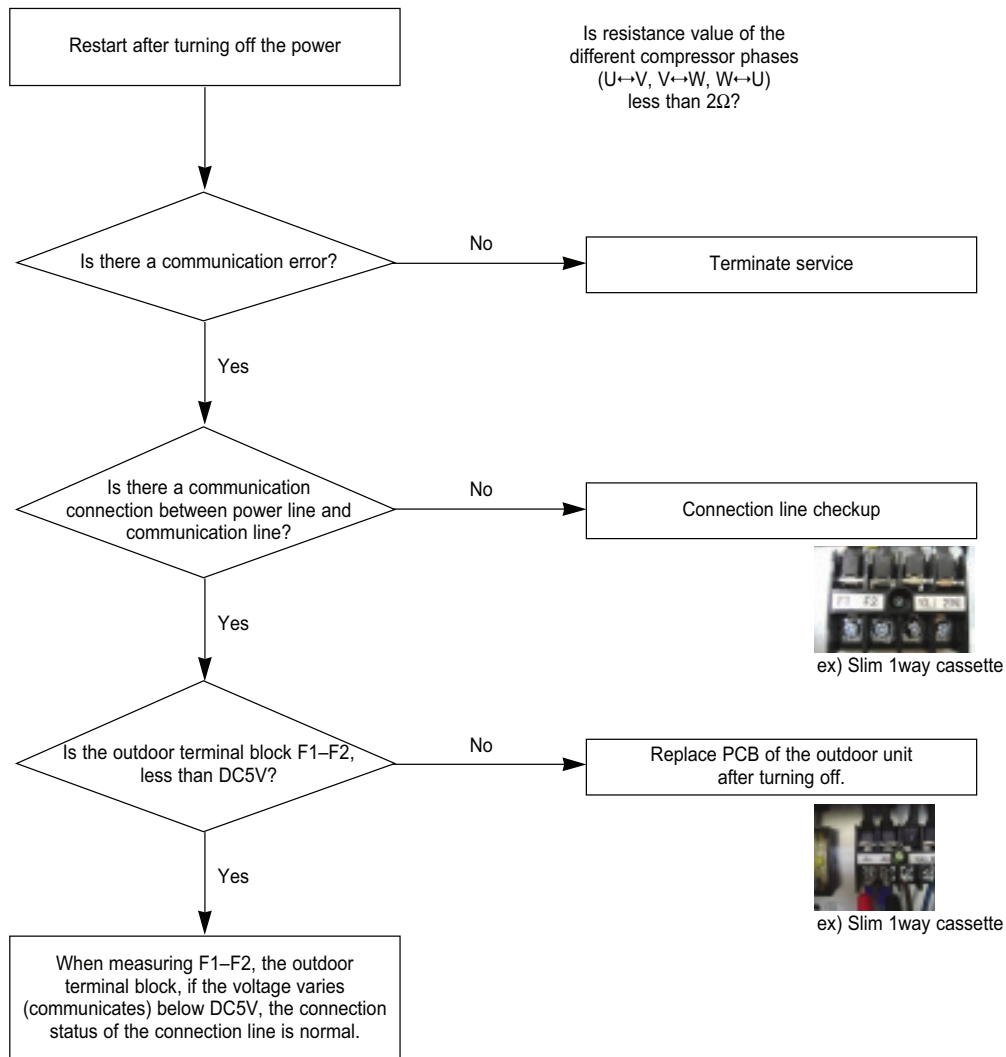 Restart after turning off the power
Is resistance value of the
different compressor phases
(U↔V, V↔W, W↔U)
less than 2Ω?
Is there a communication error?
No
Terminate service
Yes
Is there a communication
connection between power line and
communication line?
No
Connection line checkup
F2
ex) Slim 1way cassette
Yes
Is the outdoor terminal block F1–F2,
less than DC5V?
No
Replace PCB of the outdoor unit
after turning off.
ex) Slim 1way cassette
Yes
When measuring F1–F2, the outdoor
terminal block, if the voltage varies
(communicates) below DC5V, the connection
status of the connection line is normal.